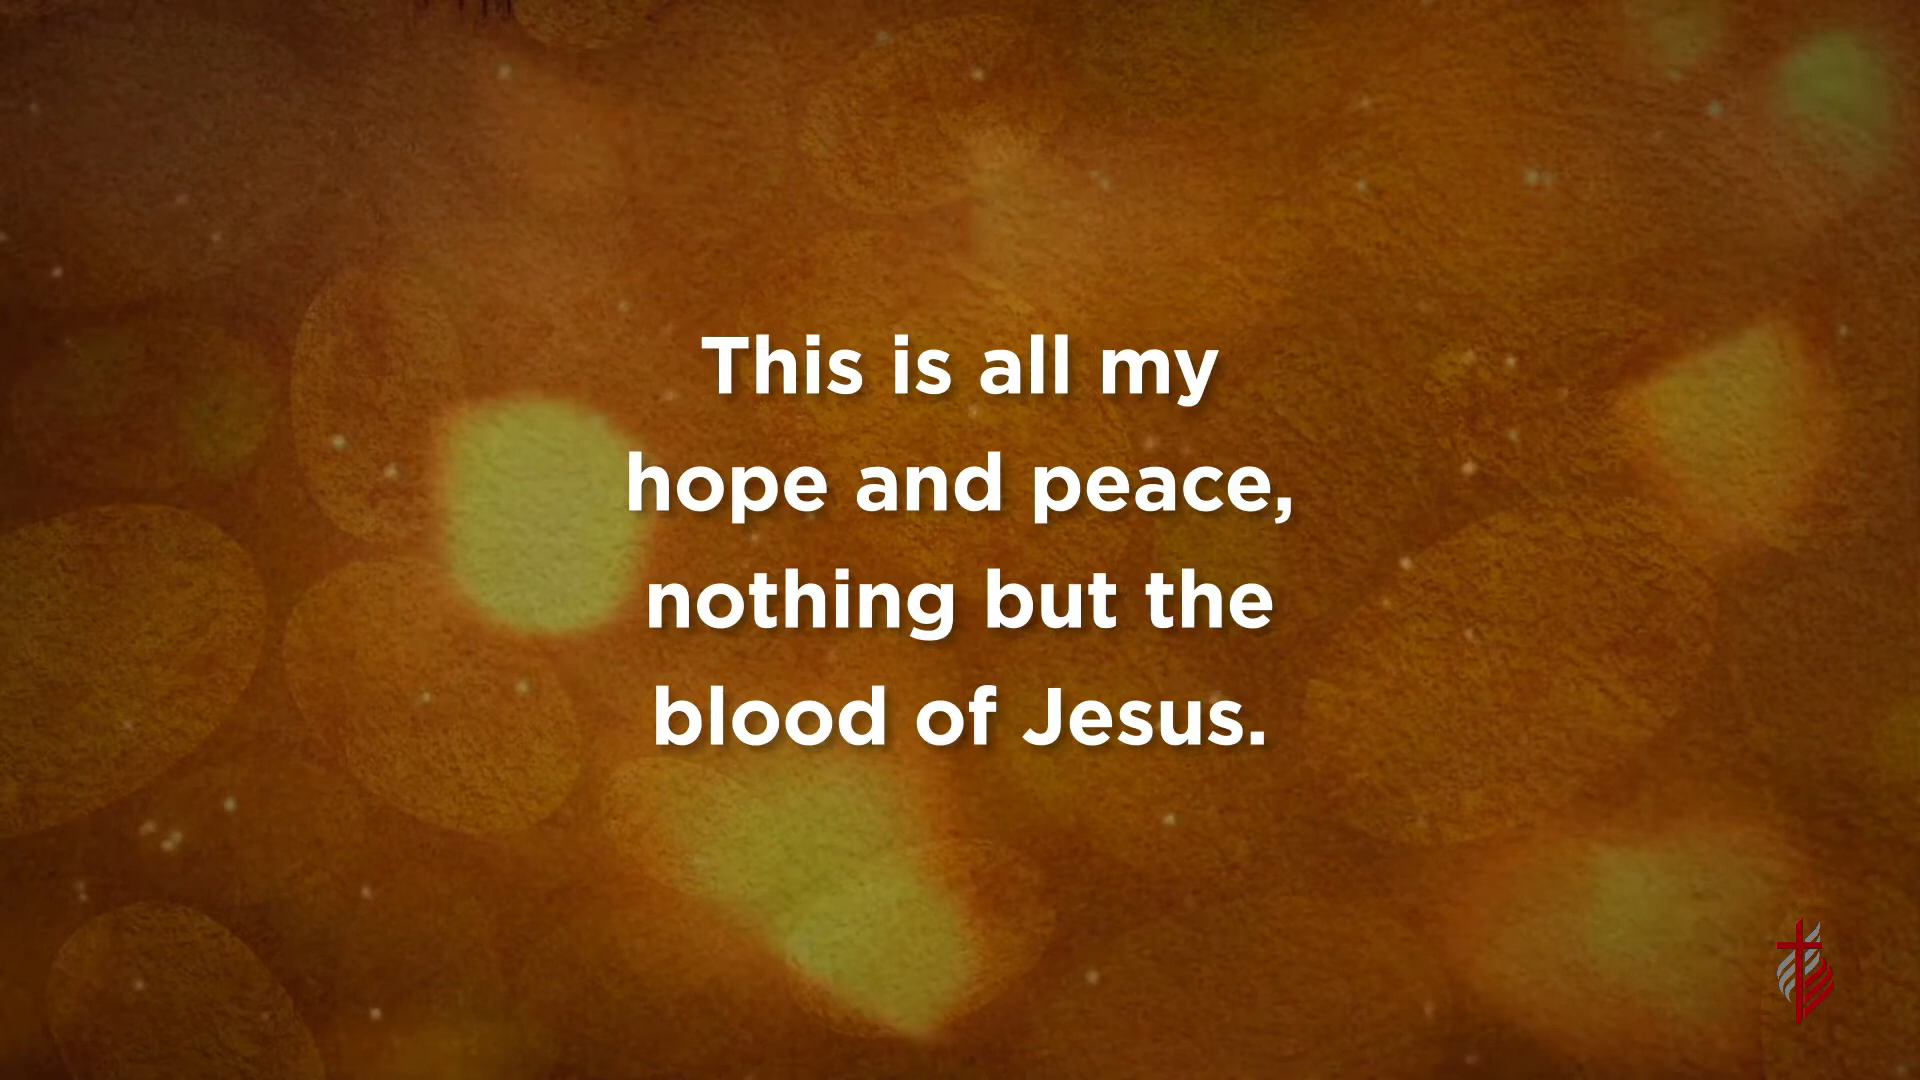 This is all my
hope and peace,
nothing but the
blood of Jesus.